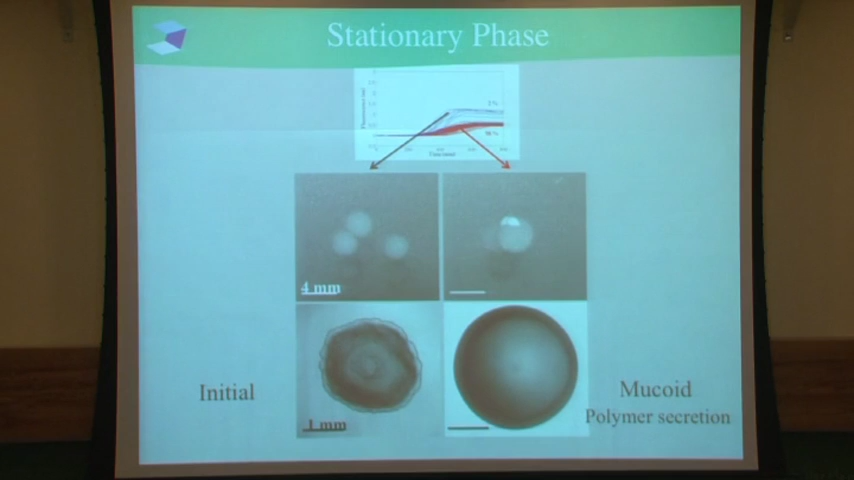 Stationary Phase
4 mm
Initial
1 mm
Mucoid
Polymer secretion